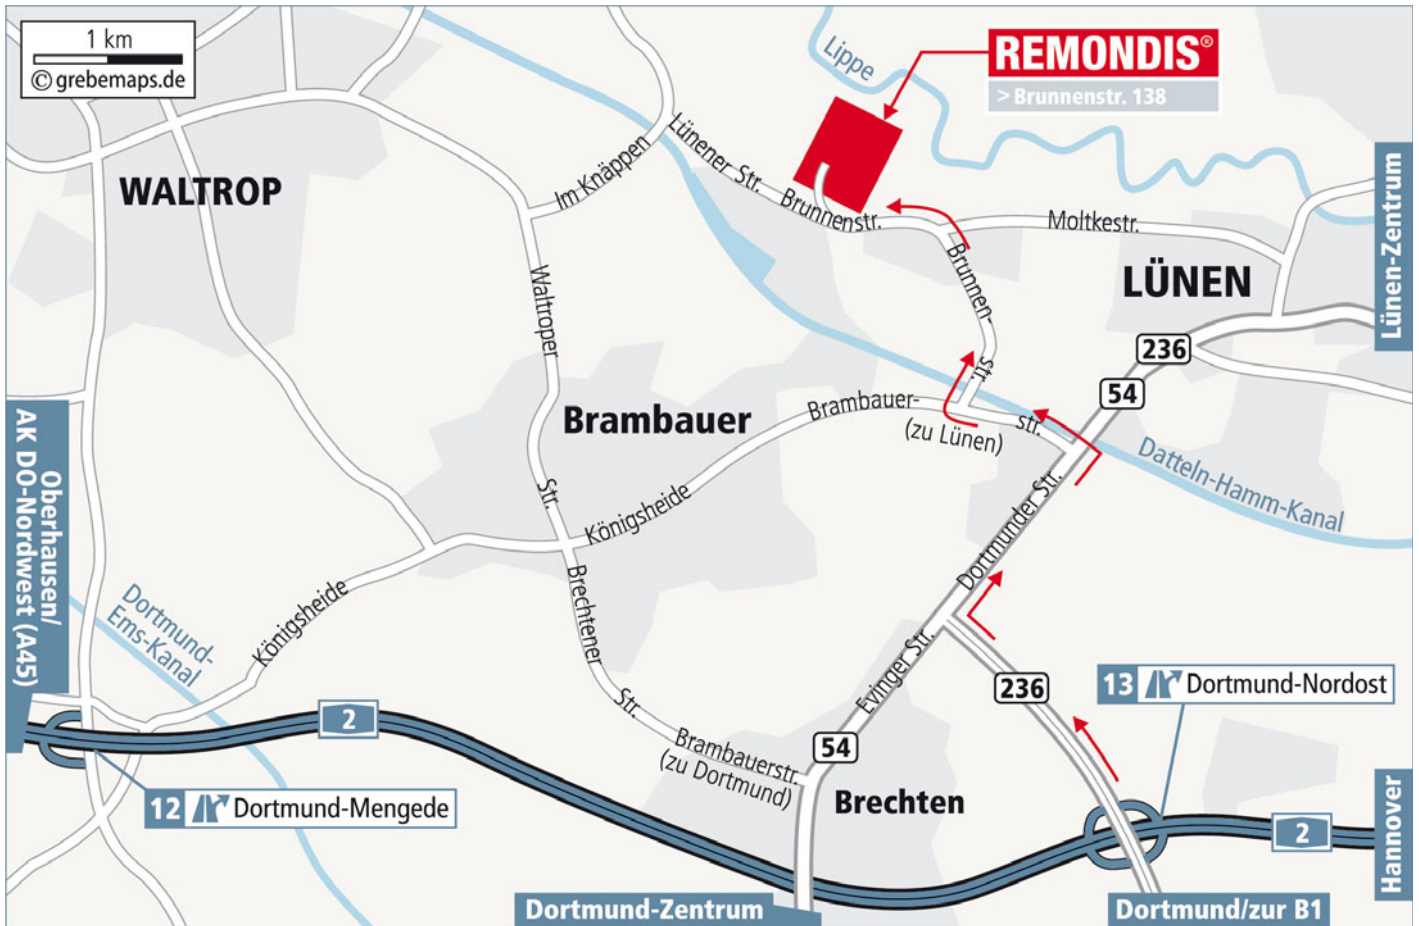 1 km
© grebemaps.de
REMONDIS®
> Brunnenstr. 138
Lippe
Lünener Str.
Im Knäppen
WALTROP
Brunnenstr.
Moltkestr.
Lünen-Zentrum
Brunnen-
str.
LÜNEN
Waltroper
Str.
236
54
Brambauer
Brambauer-
str.
(zu Lünen)
Datteln-Hamm-Kanal
Oberhausen/
AK DO-Nordwest (A45)
Königsheide
Dortmunder Str.
Brechtener
Str.
Dortmund-
Ems-Kanal
Königsheide
Evinger Str.
236
13 Dortmund-Nordost
2
54
Brambauerstr.
(zu Dortmund)
12 Dortmund-Mengede
Brechten
2
Hannover
Dortmund-Zentrum
Dortmund/zur B1